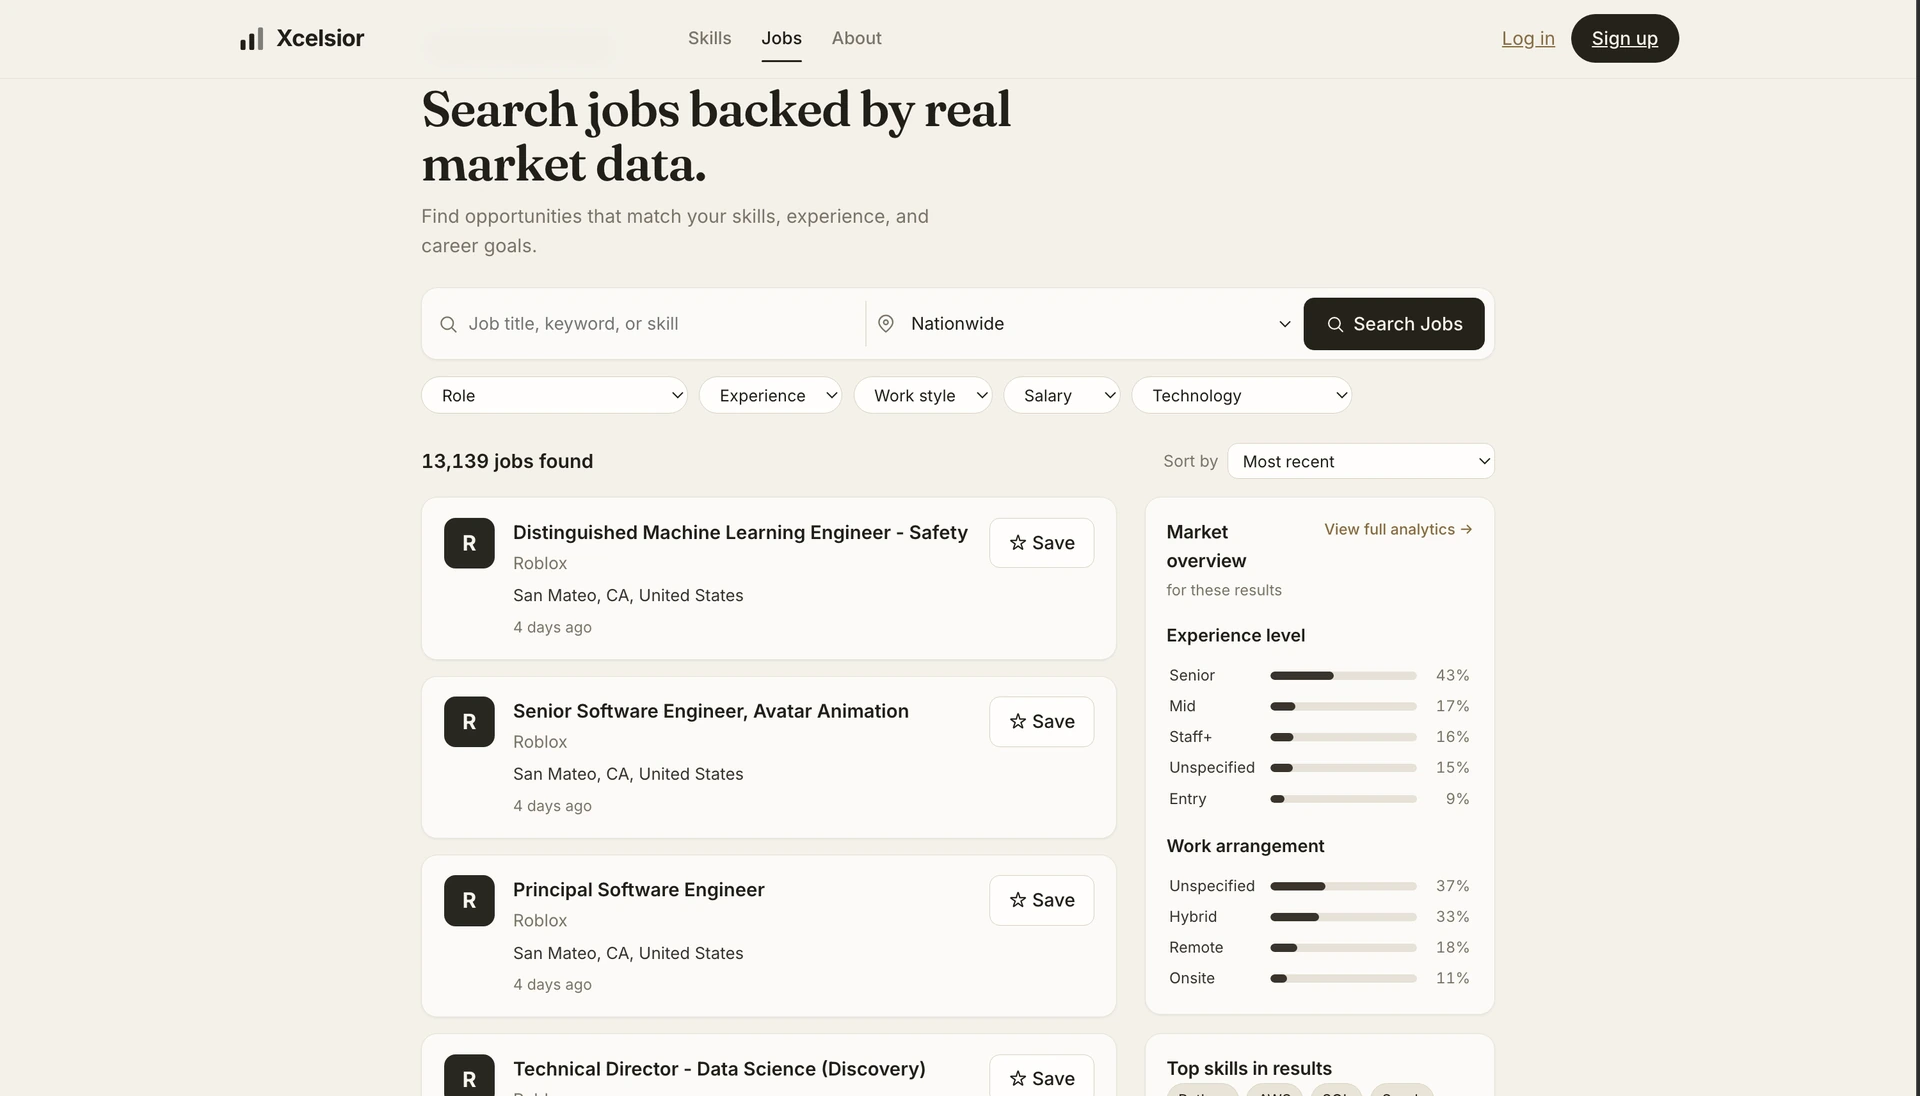 Xcelsior
Skills
Jobs
About
Log in
Sign up
Search jobs backed by real
market data.
Find opportunities that match your skills, experience, and
career goals.
Job title, keyword, or skill
Nationwide
Search Jobs
Role
Experience
Work style
Salary
Technology
13,139 jobs found
Sort by
Most recent
R
Distinguished Machine Learning Engineer - Safety
Roblox
San Mateo, CA, United States
4 days ago
Save
R
Senior Software Engineer, Avatar Animation
Roblox
San Mateo, CA, United States
4 days ago
Save
R
Principal Software Engineer
Roblox
San Mateo, CA, United States
4 days ago
Save
R
Technical Director - Data Science (Discovery)
Save
Market
overview
View full analytics →
for these results
Experience level
Senior 43%
Mid 17%
Staff+ 16%
Unspecified 15%
Entry 9%
Work arrangement
Unspecified 37%
Hybrid 33%
Remote 18%
Onsite 11%
Top skills in results